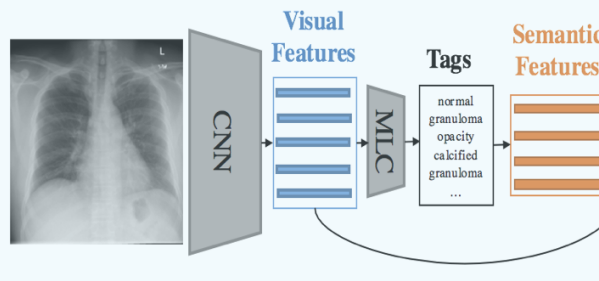 L
CNN
Visual
Features
MLC
Tags
normal
granuloma
opacity
calcified
granuloma
...
Semantic
Features